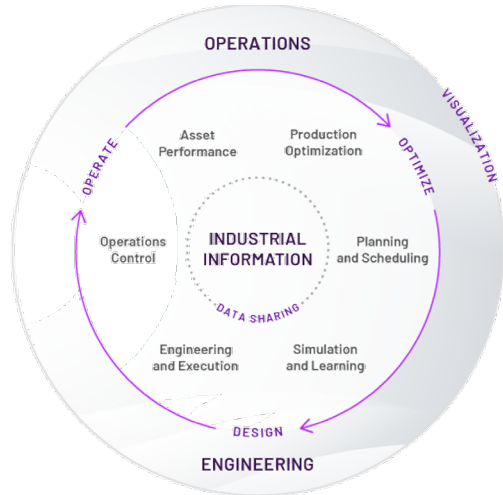 OPERATIONS
VISUALIZATION
OPERATE
OPTIMIZE
Asset
Performance
Production
Optimization
Operations
Control
INDUSTRIAL
INFORMATION
Planning
and Scheduling
DATA SHARING
Engineering
and Execution
Simulation
and Learning
DESIGN
ENGINEERING